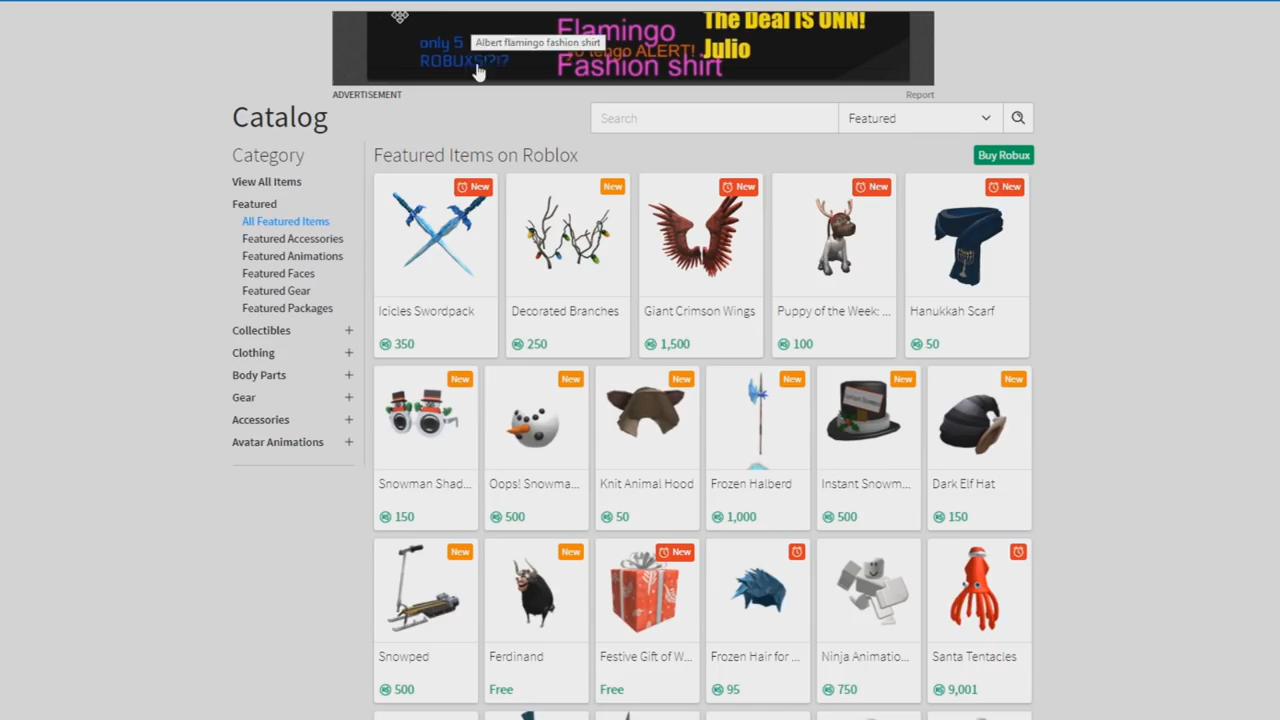 The Deal IS ONN!
Flamingo
only 5
Albert flamingo fashion shirt
Julio
tengo ALERT!
ROBUXS!?!?
Fashion shirt
ADVERTISEMENT
Report
Catalog
Search
Featured
Category
Featured Items on Roblox
Buy Robux
View All Items
Featured
All Featured Items
Featured Accessories
Featured Animations
Featured Faces
Featured Gear
Featured Packages
Collectibles +
Clothing +
Body Parts +
Gear +
Accessories +
Avatar Animations +
New
New
New
New
New
Icicles Swordpack
Decorated Branches
Giant Crimson Wings
Puppy of the Week: ...
Hanukkah Scarf
350
250
1,500
100
50
New
New
New
New
New
New
Snowman Shad...
Oops! Snowma...
Knit Animal Hood
Frozen Halberd
Instant Snowm...
Dark Elf Hat
150
500
50
1,000
500
150
New
New
New
Snowped
Ferdinand
Festive Gift of W...
Frozen Hair for ...
Ninja Animatio...
Santa Tentacles
500
Free
Free
95
750
9,001